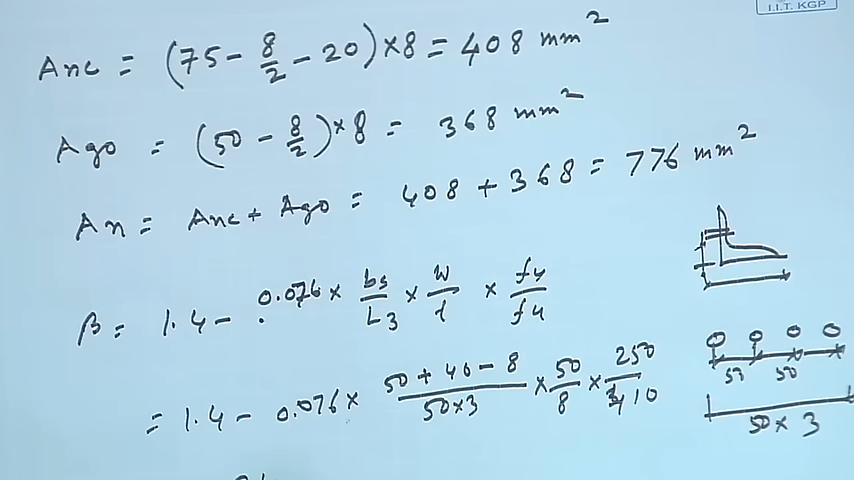 I.I.T. KGP
Anc = (75 - 8/2 - 20) × 8 = 408 mm²
Ago = (50 - 8/2) × 8 = 368 mm²
An = Anc + Ago = 408 + 368 = 776 mm²
β = 1.4 - 0.076 × bs/L3 × w/t × fy/fu
= 1.4 - 0.076 × (50 + 40 - 8)/(50×3) × 50/8 × 250/410
50 50
50 × 3